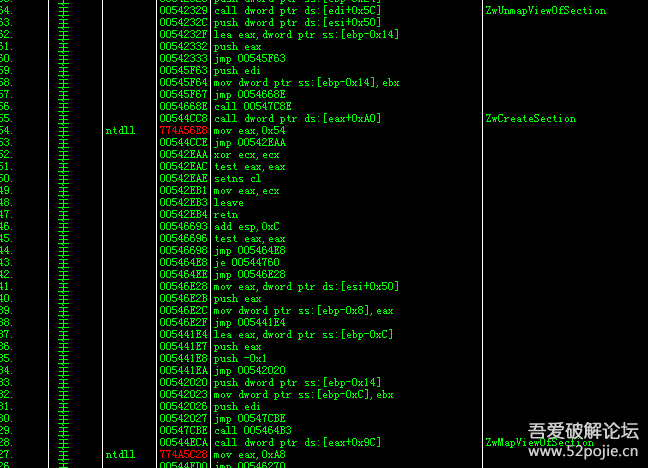 64. 00542329 call dword ptr ds:[edi+0x5C] ZwUnmapViewOfSection
63. 0054232C push dword ptr ss:[esi+0x50]
62. 0054232F lea eax,dword ptr ss:[ebp-0x14]
61. 00542332 push eax
60. 00542333 jmp 00545F63
59. 00545F63 push edi
58. 00545F64 mov dword ptr ss:[ebp-0x14],ebx
57. 00545F67 jmp 0054668E
56. 0054668E call 00547C8E
55. 00544CC8 call dword ptr ds:[eax+0xA0] ZwCreateSection
54. ntdll 774A56E8 mov eax,0x54
53. 00544CCE jmp 00542EAA
52. 00542EAA xor ecx,ecx
51. 00542EAC test eax,eax
50. 00542EAE setns cl
49. 00542EB1 mov eax,ecx
48. 00542EB3 leave
47. 00542EB4 retn
46. 00546693 add esp,0xC
45. 00546696 test eax,eax
44. 00546698 jmp 005464E8
43. 005464E8 je 00544760
42. 005464EE jmp 00546E28
41. 00546E28 mov eax,dword ptr ds:[esi+0x50]
40. 00546E2B push eax
39. 00546E2C mov dword ptr ss:[ebp-0x8],eax
38. 00546E2F jmp 005441E4
37. 005441E4 lea eax,dword ptr ss:[ebp-0xC]
36. 005441E7 push eax
35. 005441E8 push -0x1
34. 005441EA jmp 00542020
33. 00542020 push dword ptr ss:[ebp-0x14]
32. 00542023 mov dword ptr ss:[ebp-0xC],ebx
31. 00542026 push edi
30. 00542027 jmp 00547CBE
29. 00547CBE call 005464B3
28. 00544ECA call dword ptr ds:[eax+0x9C] ZwMapViewOfSection
27. ntdll 774A5C28 mov eax,0xA8
吾爱破解论坛
www.52pojie.cn